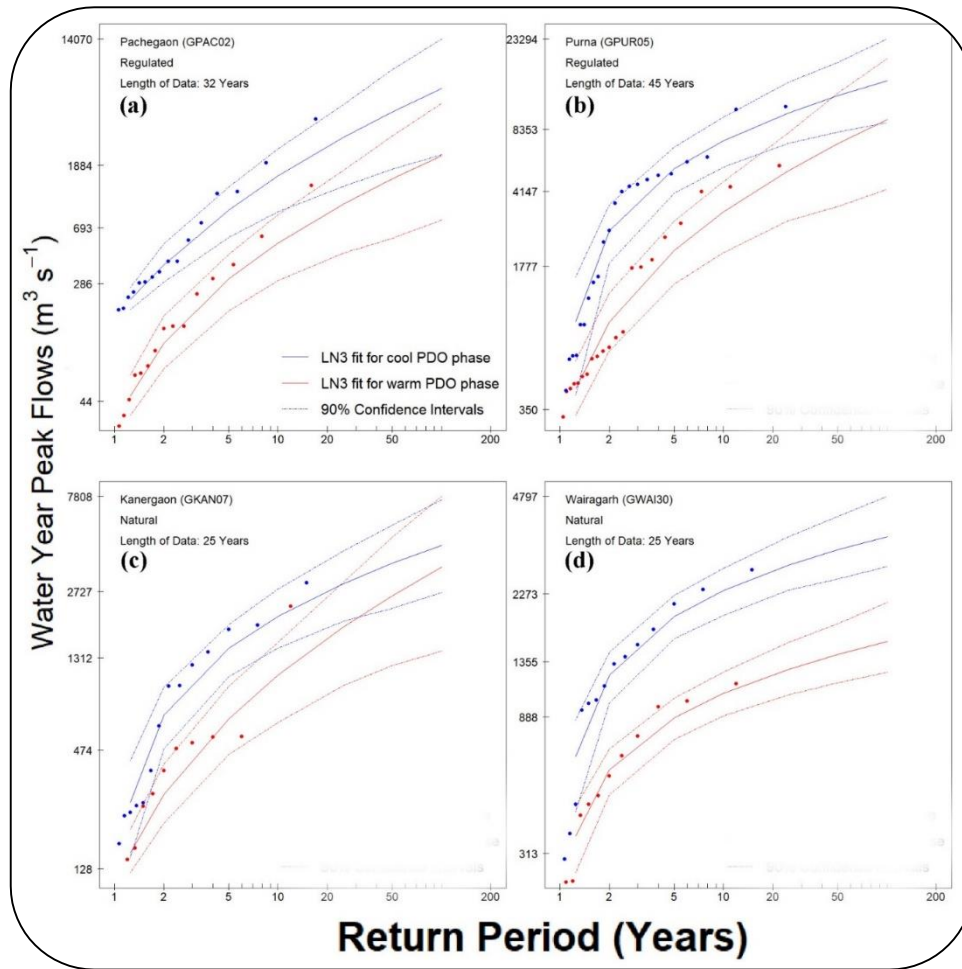 Water Year Peak Flows (m³ s⁻¹)
14070
1884
693
286
44
Pachegaon (GPAC02)
Regulated
Length of Data: 32 Years
(a)
LN3 fit for cool PDO phase
LN3 fit for warm PDO phase
90% Confidence Intervals
1 2 5 10 20 50 200
23294
8353
4147
1777
350
Purna (GPUR05)
Regulated
Length of Data: 45 Years
(b)
1 2 5 10 20 50 200
7808
2727
1312
474
128
Kanergaon (GKAN07)
Natural
Length of Data: 25 Years
(c)
1 2 5 10 20 50 200
4797
2273
1355
888
313
Wairagarh (GWAI30)
Natural
Length of Data: 25 Years
(d)
1 2 5 10 20 50 200
Return Period (Years)